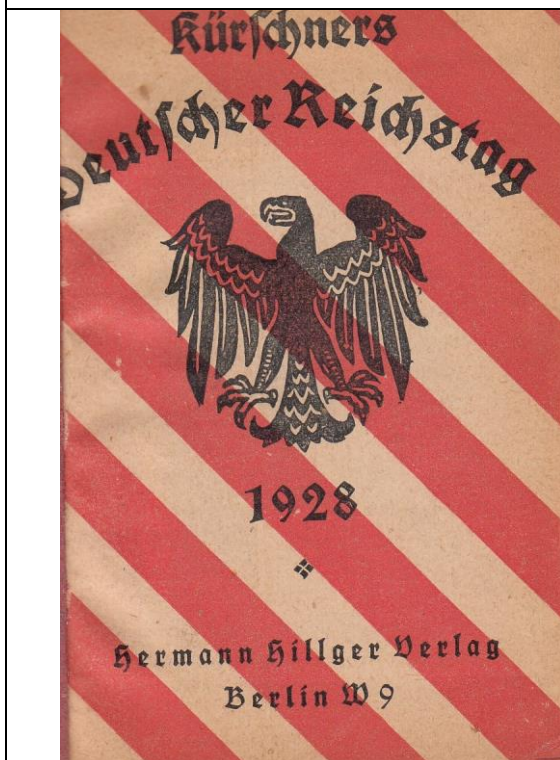 Kürschners
Deutscher Reichstag
1928
Hermann Hillger Verlag
Berlin W 9